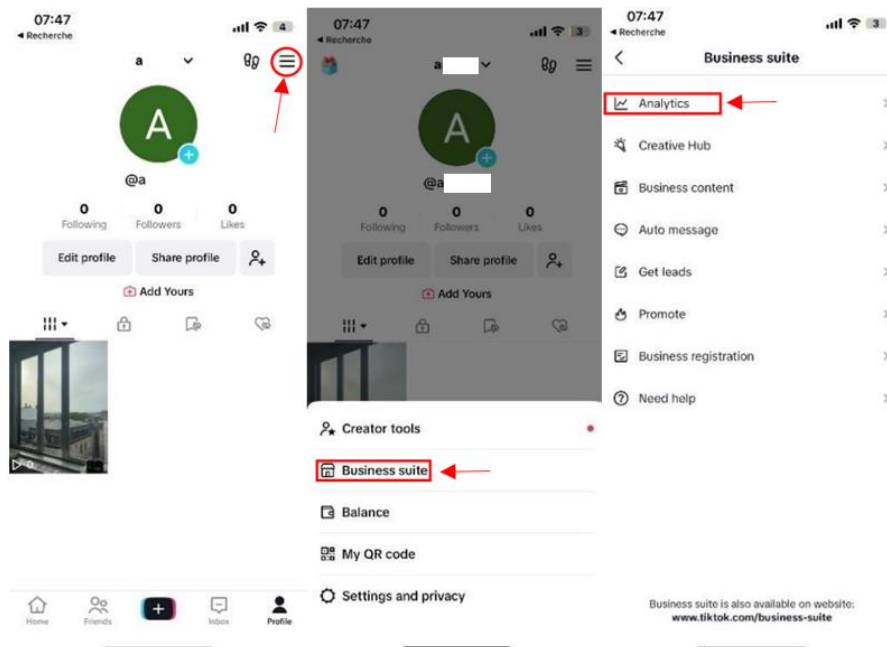 07:47
4
◀ Recherche
a
A
@a
0 0 0
Following Followers Likes
Edit profile Share profile
Add Yours
0
Home Friends Inbox Profile
07:47
3
◀ Recherche
a
A
@a
0 0 0
Following Followers Likes
Edit profile Share profile
Add Yours
Creator tools
Business suite
Balance
My QR code
Settings and privacy
07:47
3
◀ Recherche
Business suite
Analytics
Creative Hub
Business content
Auto message
Get leads
Promote
Business registration
Need help
Business suite is also available on website:
www.tiktok.com/business-suite